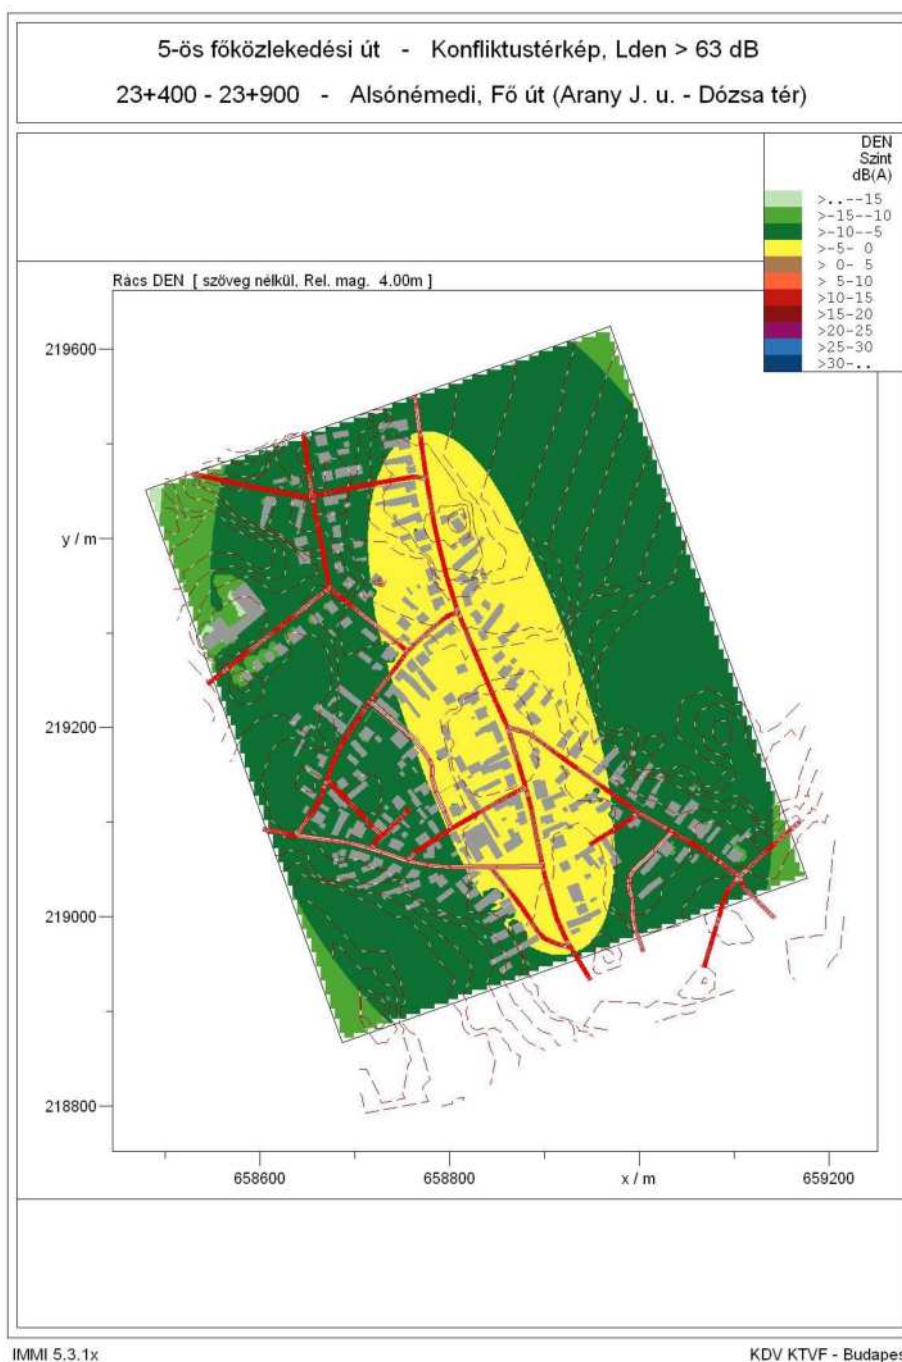 5-ös főközlekedési út - Konfliktustérkép, Lden > 63 dB
23+400 - 23+900 - Alsónémedi, Fő út (Arany J. u. - Dózsa tér)
DEN
Szint
dB(A)
>..--15
>-15--10
>-10--5
>-5- 0
> 0- 5
> 5-10
>10-15
>15-20
>20-25
>25-30
>30-..
Rács DEN [ szöveg nélkül, Rel. mag. 4.00m ]
219600
y / m
219200
219000
218800
658600 658800 x / m 659200
IMMI 5.3.1x KDV KTVF - Budapes